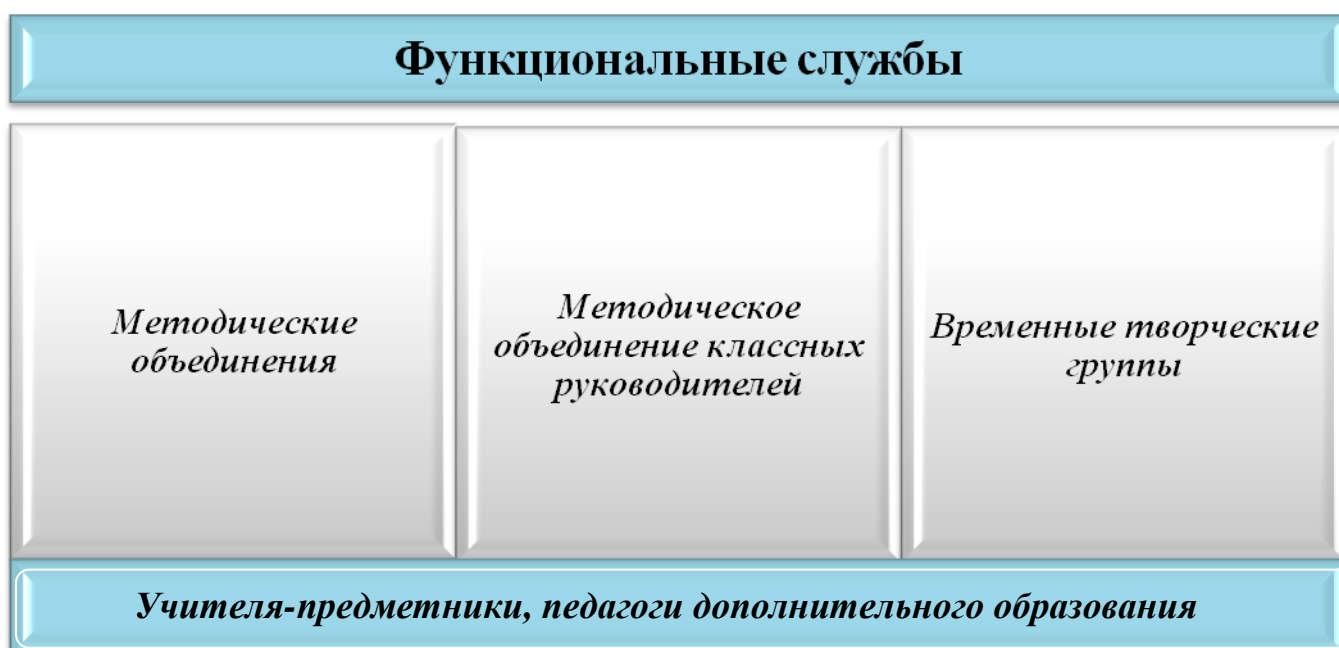 Функциональные службы
Методические
объединения
Методическое
объединение классных
руководителей
Временные творческие
группы
Учителя-предметники, педагоги дополнительного образования